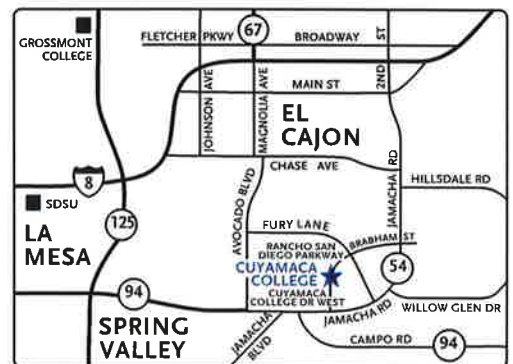 GROSSMONT
COLLEGE
FLETCHER PKWY
67
BROADWAY
2ND ST
MAIN ST
JOHNSON AVE
MAGNOLIA AVE
EL
CAJON
CHASE AVE
8
HILLSDALE RD
SDSU
125
AVOCADO BLVD
JAMACHA RD
LA
MESA
FURY LANE
RANCHO SAN
DIEGO PARKWAY
BRABHAM ST
CUYAMACA
COLLEGE
54
94
CUYAMACA
COLLEGE DR WEST
WILLOW GLEN DR
JAMACHA RD
SPRING
VALLEY
JAMACHA
BLVD
CAMPO RD
94